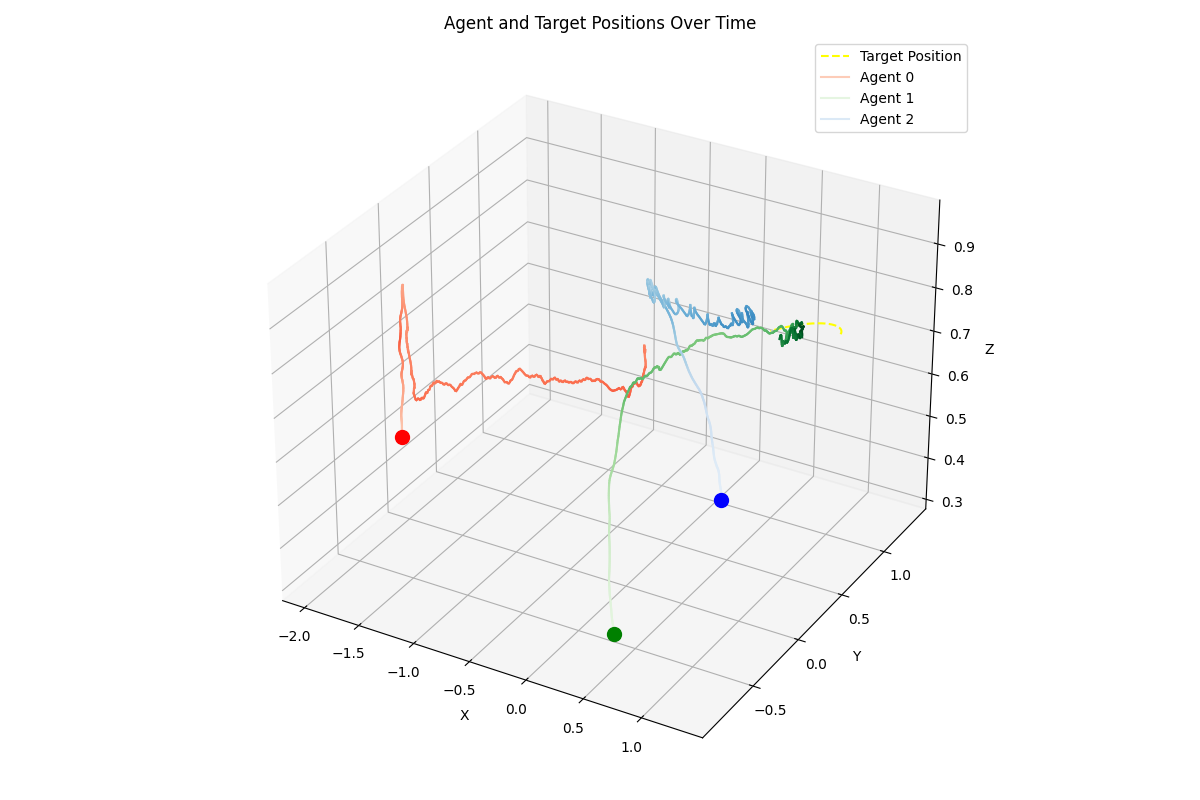 Agent and Target Positions Over Time
Target Position
Agent 0
Agent 1
Agent 2
0.9
0.8
0.7
0.6
0.5
0.4
0.3
Z
1.0
0.5
0.0
−0.5
Y
−2.0
−1.5
−1.0
−0.5
0.0
0.5
1.0
X